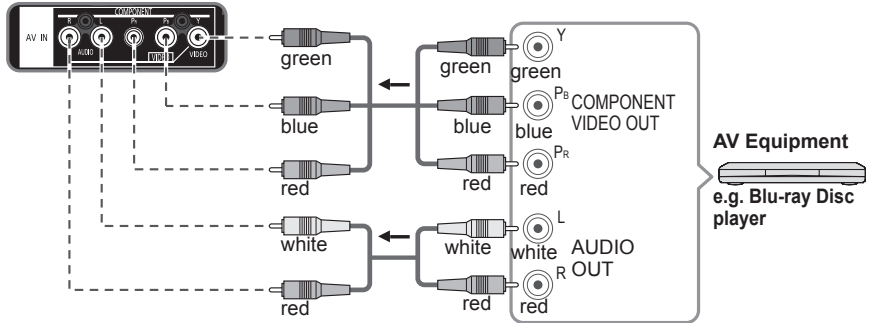 COMPONENT
R L PR PB Y
AV IN
AUDIO
VIDEO
VIDEO
green
green
Y
green
blue
blue
PB
blue
COMPONENT
VIDEO OUT
red
red
PR
red
AV Equipment
e.g. Blu-ray Disc
player
white
white
L
white
AUDIO
OUT
red
red
R
red